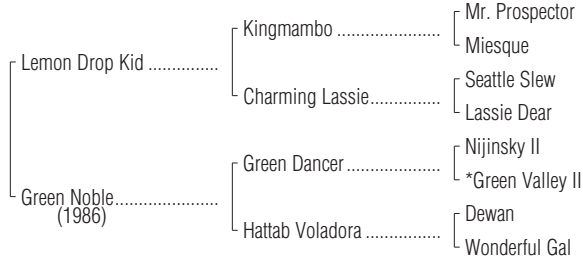 Mr. Prospector
Kingmambo ....................
Miesque
Lemon Drop Kid ..............
Seattle Slew
Charming Lassie..............
Lassie Dear
Nijinsky II
Green Dancer ..................
*Green Valley II
Green Noble.....................
(1986)
Dewan
Hattab Voladora ...............
Wonderful Gal